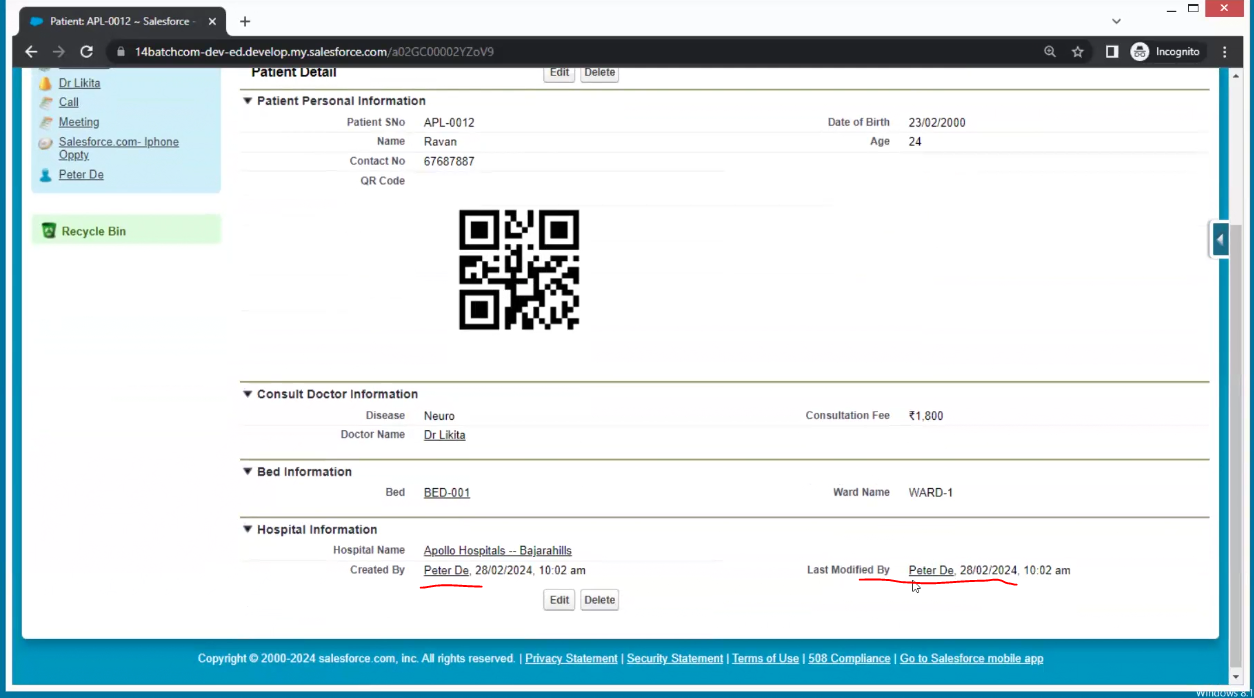 Patient: APL-0012 ~ Salesforce -
14batchcom-dev-ed.develop.my.salesforce.com/a02GC00002YZoV9
Incognito
Dr Likita
Call
Meeting
Salesforce.com- Iphone
Oppty
Peter De
Recycle Bin
Patient Detail
Edit
Delete
Patient Personal Information
Patient SNo APL-0012 Date of Birth 23/02/2000
Name Ravan Age 24
Contact No 67687887
QR Code
Consult Doctor Information
Disease Neuro Consultation Fee ₹1,800
Doctor Name Dr Likita
Bed Information
Bed BED-001 Ward Name WARD-1
Hospital Information
Hospital Name Apollo Hospitals -- Bajarahills
Created By Peter De, 28/02/2024, 10:02 am Last Modified By Peter De, 28/02/2024, 10:02 am
Edit
Delete
Copyright © 2000-2024 salesforce.com, inc. All rights reserved. | Privacy Statement | Security Statement | Terms of Use | 508 Compliance | Go to Salesforce mobile app
Windows 8.1